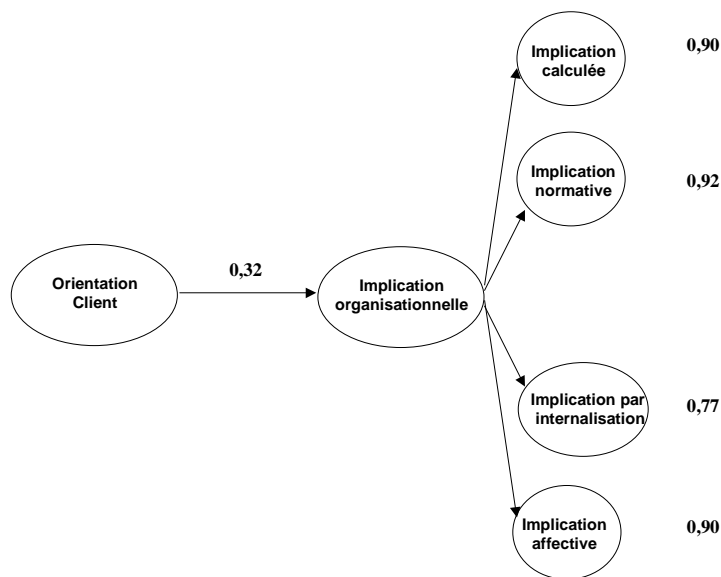 Implication
calculée
0,90
Implication
normative
0,92
Orientation
Client
0,32
Implication
organisationnelle
Implication par
internalisation
0,77
Implication
affective
0,90